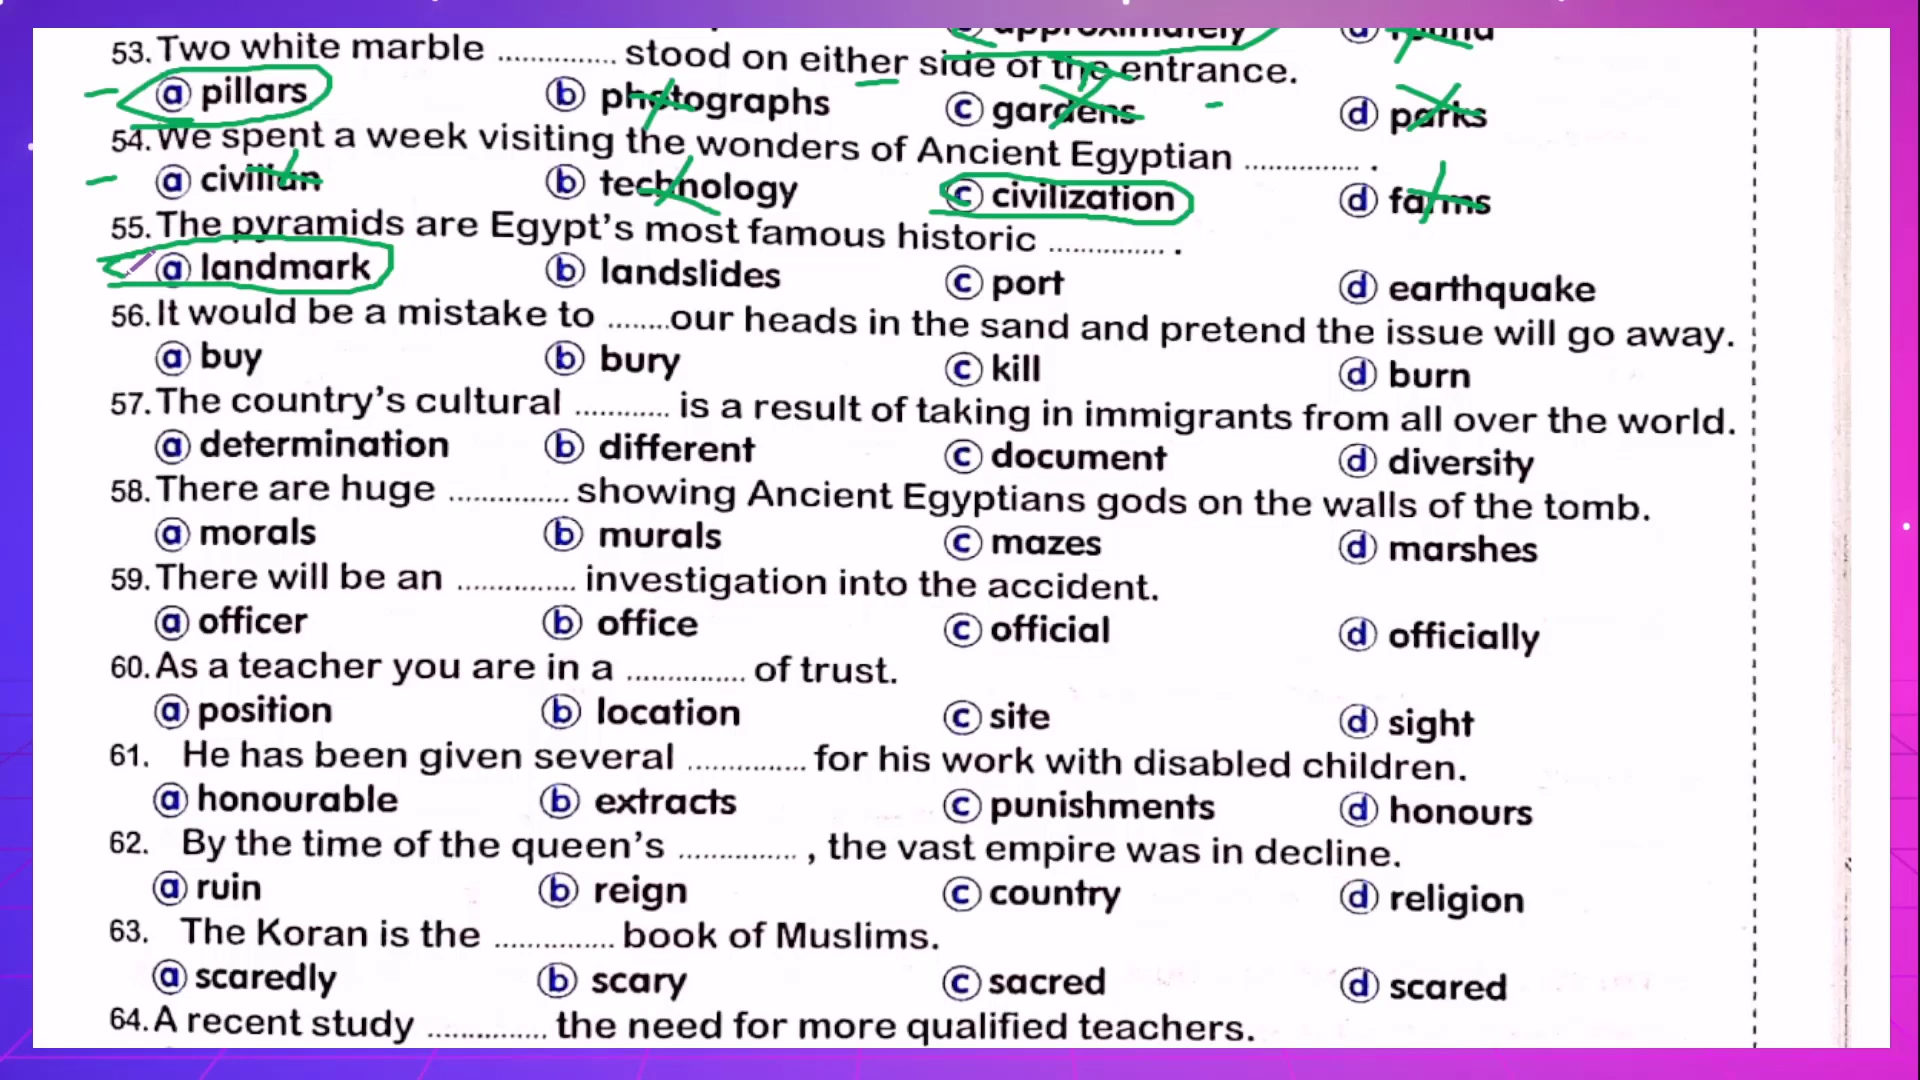 approximately
53. Two white marble ............... stood on either side of the entrance.
a pillars b photographs c gardens d parks
54. We spent a week visiting the wonders of Ancient Egyptian ............... .
a civilian b technology c civilization d farms
55. The pyramids are Egypt's most famous historic ............... .
a landmark b landslides c port d earthquake
56. It would be a mistake to ........our heads in the sand and pretend the issue will go away.
a buy b bury c kill d burn
57. The country's cultural ............ is a result of taking in immigrants from all over the world.
a determination b different c document d diversity
58. There are huge ............... showing Ancient Egyptians gods on the walls of the tomb.
a morals b murals c mazes d marshes
59. There will be an ............... investigation into the accident.
a officer b office c official d officially
60. As a teacher you are in a ............... of trust.
a position b location c site d sight
61. He has been given several ............... for his work with disabled children.
a honourable b extracts c punishments d honours
62. By the time of the queen's ............... , the vast empire was in decline.
a ruin b reign c country d religion
63. The Koran is the ............... book of Muslims.
a scaredly b scary c sacred d scared
64. A recent study ............... the need for more qualified teachers.